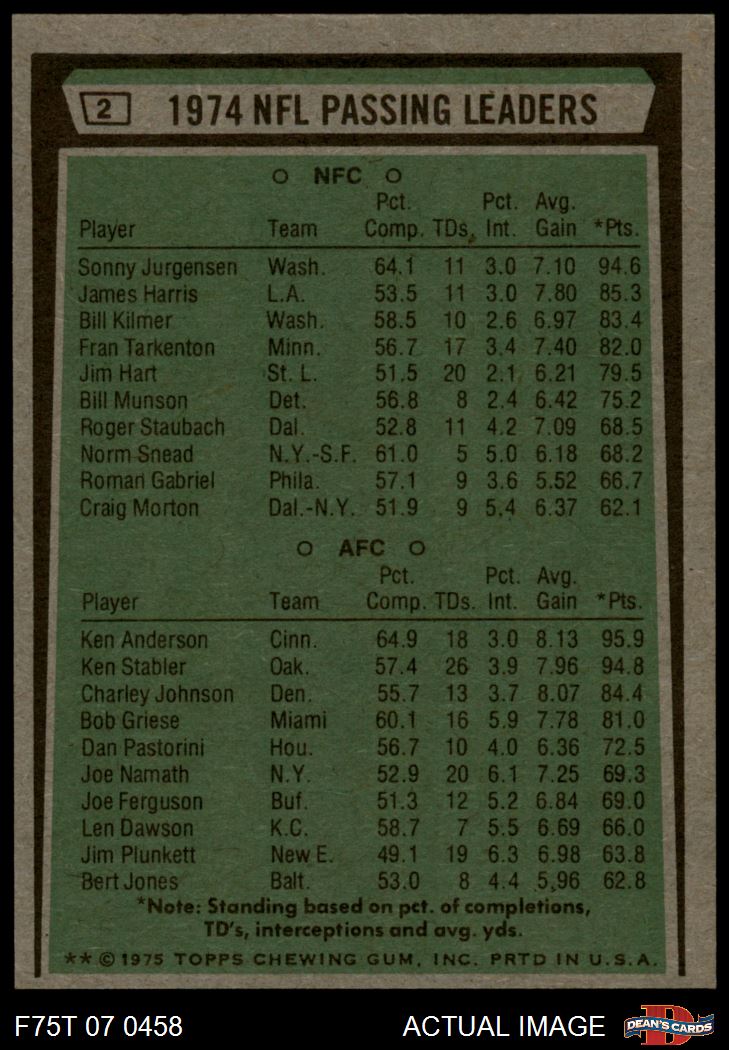 2 1974 NFL PASSING LEADERS
NFC
Pct. Pct. Avg.
Player Team Comp. TDs. Int. Gain *Pts.
Sonny Jurgensen Wash. 64.1 11 3.0 7.10 94.6
James Harris L.A. 53.5 11 3.0 7.80 85.3
Bill Kilmer Wash. 58.5 10 2.6 6.97 83.4
Fran Tarkenton Minn. 56.7 17 3.4 7.40 82.0
Jim Hart St. L. 51.5 20 2.1 6.21 79.5
Bill Munson Det. 56.8 8 2.4 6.42 75.2
Roger Staubach Dal. 52.8 11 4.2 7.09 68.5
Norm Snead N.Y.-S.F. 61.0 5 5.0 6.18 68.2
Roman Gabriel Phila. 57.1 9 3.6 5.52 66.7
Craig Morton Dal.-N.Y. 51.9 9 5.4 6.37 62.1
AFC
Pct. Pct. Avg.
Player Team Comp. TDs. Int. Gain *Pts.
Ken Anderson Cinn. 64.9 18 3.0 8.13 95.9
Ken Stabler Oak. 57.4 26 3.9 7.96 94.8
Charley Johnson Den. 55.7 13 3.7 8.07 84.4
Bob Griese Miami 60.1 16 5.9 7.78 81.0
Dan Pastorini Hou. 56.7 10 4.0 6.36 72.5
Joe Namath N.Y. 52.9 20 6.1 7.25 69.3
Joe Ferguson Buf. 51.3 12 5.2 6.84 69.0
Len Dawson K.C. 58.7 7 5.5 6.69 66.0
Jim Plunkett New E. 49.1 19 6.3 6.98 63.8
Bert Jones Balt. 53.0 8 4.4 5.96 62.8
*Note: Standing based on pct. of completions,
TD's, interceptions and avg. yds.
** © 1975 TOPPS CHEWING GUM, INC. PRTD IN U.S.A.
F75T 07 0458 ACTUAL IMAGE D DEAN'S CARDS